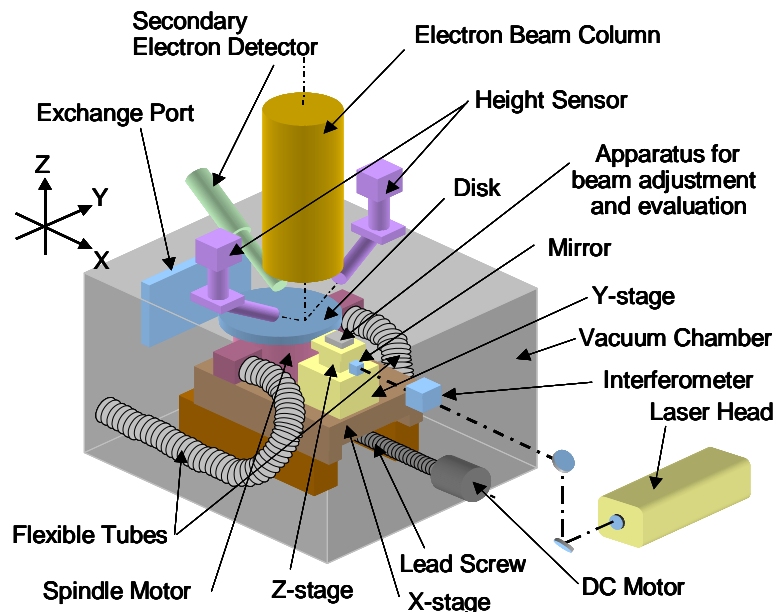 Secondary
Electron Detector
Electron Beam Column
Exchange Port
Height Sensor
Z
Y
X
Disk
Apparatus for
beam adjustment
and evaluation
Mirror
Y-stage
Vacuum Chamber
Interferometer
Laser Head
Flexible Tubes
Spindle Motor
Z-stage
Lead Screw
X-stage
DC Motor